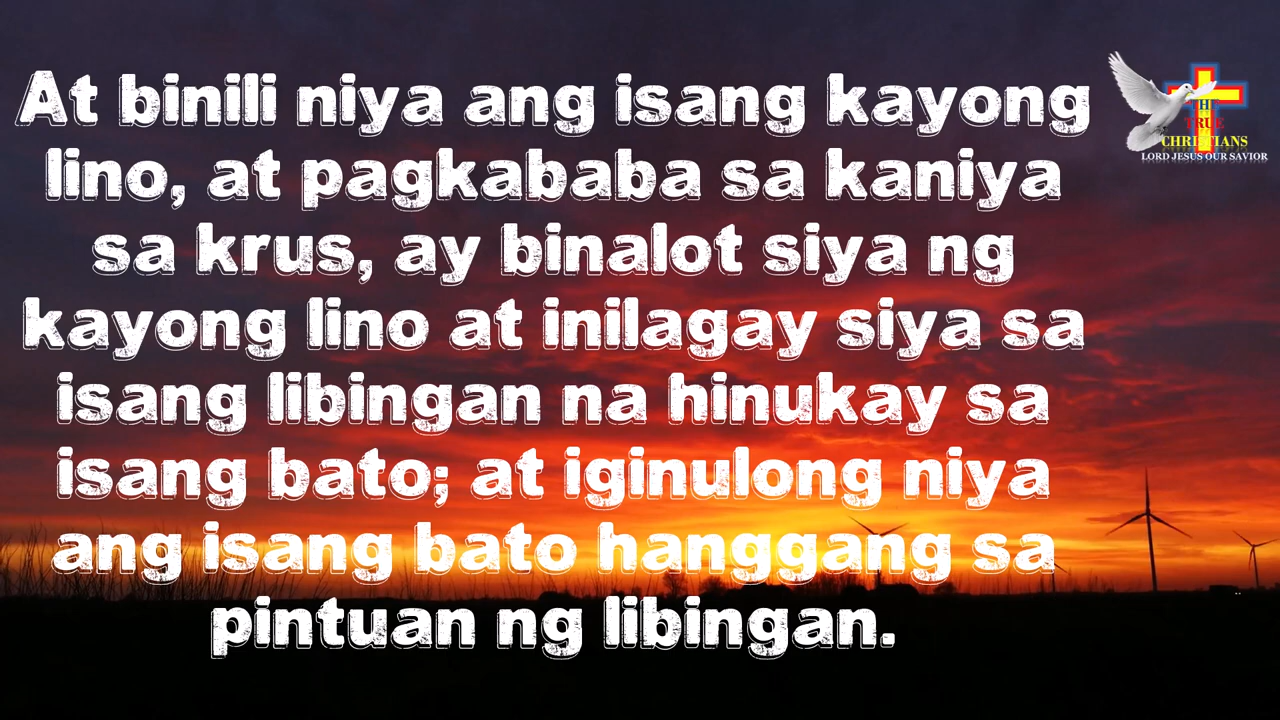 At binili niya ang isang kayong
lino, at pagkababa sa kaniya
sa krus, ay binalot siya ng
kayong lino at inilagay siya sa
isang libingan na hinukay sa
isang bato; at iginulong niya
ang isang bato hanggang sa
pintuan ng libingan.
THE
TRUE
CHRISTIANS
LORD JESUS OUR SAVIOR